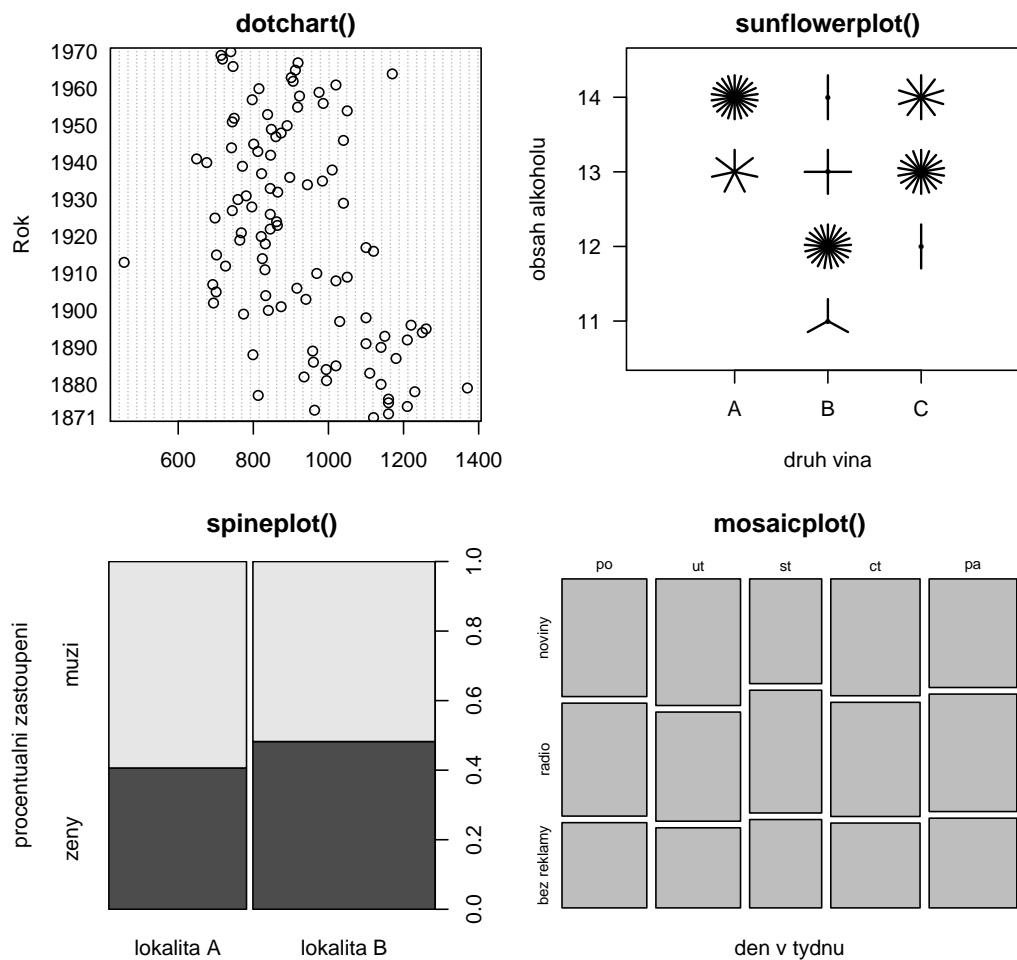 dotchart()
1970
1960
1950
1940
1930
1920
1910
1900
1890
1880
1871
Rok
600 800 1000 1200 1400
sunflowerplot()
14
13
12
11
obsah alkoholu
A B C
druh vina
spineplot()
procentualni zastoupeni
muzi
zeny
1.0
0.8
0.6
0.4
0.2
0.0
lokalita A lokalita B
mosaicplot()
po ut st ct pa
noviny
radio
bez reklamy
den v tydnu